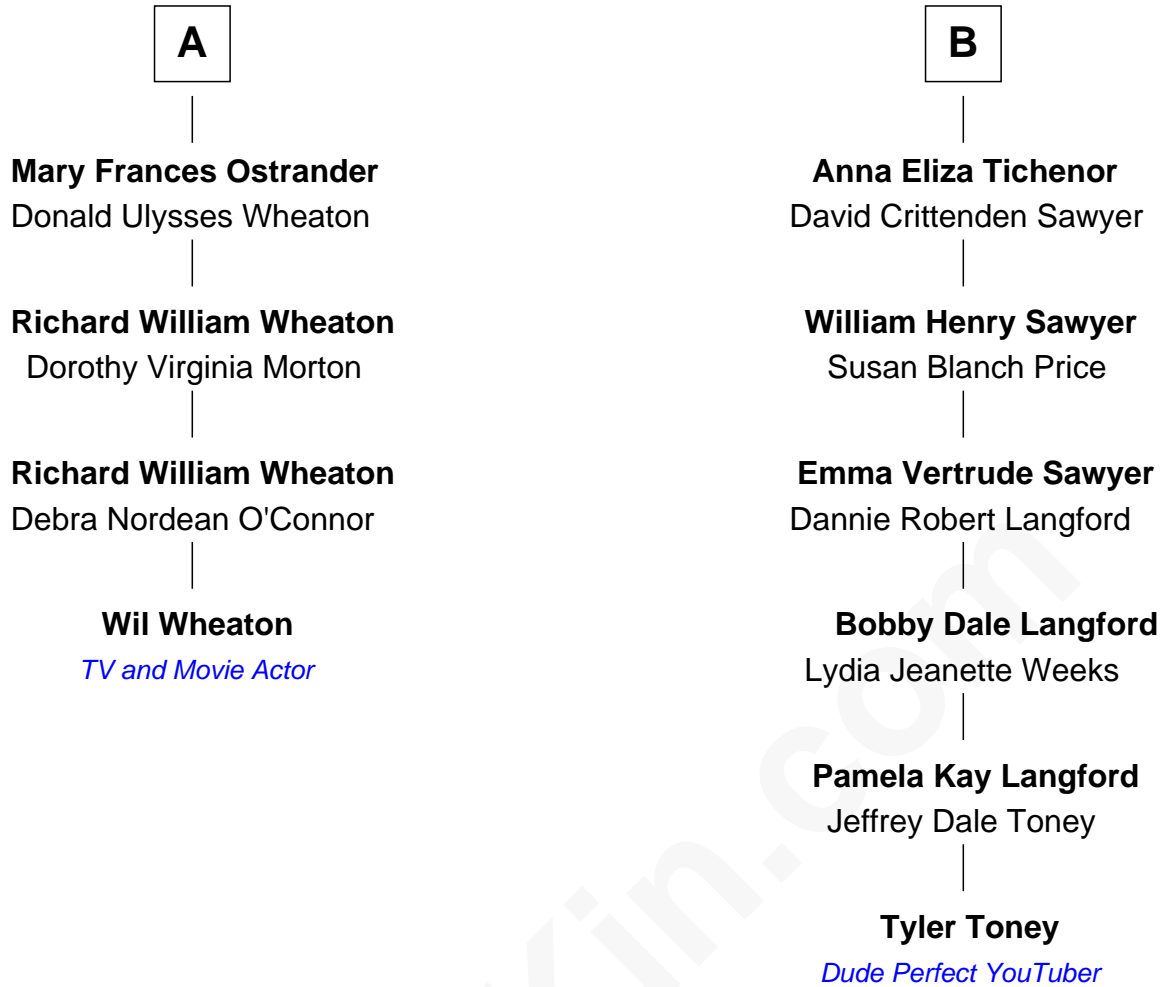 A
Mary Frances Ostrander
Donald Ulysses Wheaton
Richard William Wheaton
Dorothy Virginia Morton
Richard William Wheaton
Debra Nordean O'Connor
Wil Wheaton
TV and Movie Actor
B
Anna Eliza Tichenor
David Crittenden Sawyer
William Henry Sawyer
Susan Blanch Price
Emma Vertrude Sawyer
Dannie Robert Langford
Bobby Dale Langford
Lydia Jeanette Weeks
Pamela Kay Langford
Jeffrey Dale Toney
Tyler Toney
Dude Perfect YouTuber
Kin.com